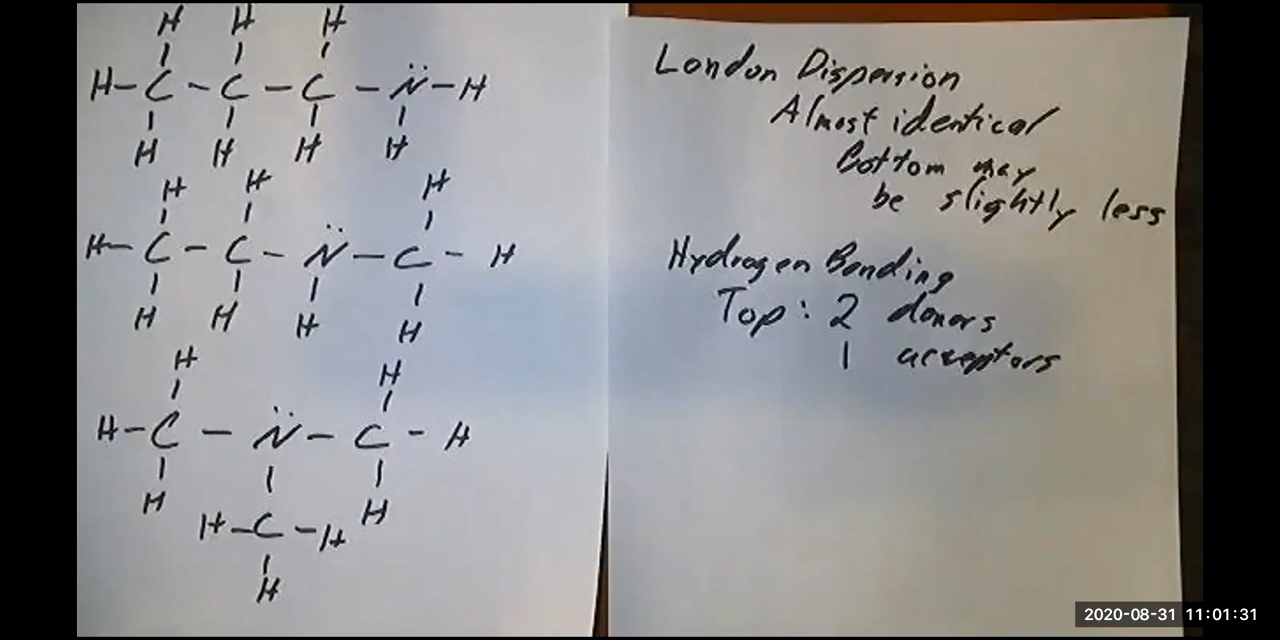 H H H
H-C-C-C-N̈-H
H H H H
H H H
H-C-C-N̈-C-H
H H H H
H H
H-C-N̈-C-H
H H
H-C-H
H
London Dispersion
Almost identical
Bottom may
be slightly less
Hydrogen Bonding
Top: 2 donors
1 acceptors
2020-08-31 11:01:31